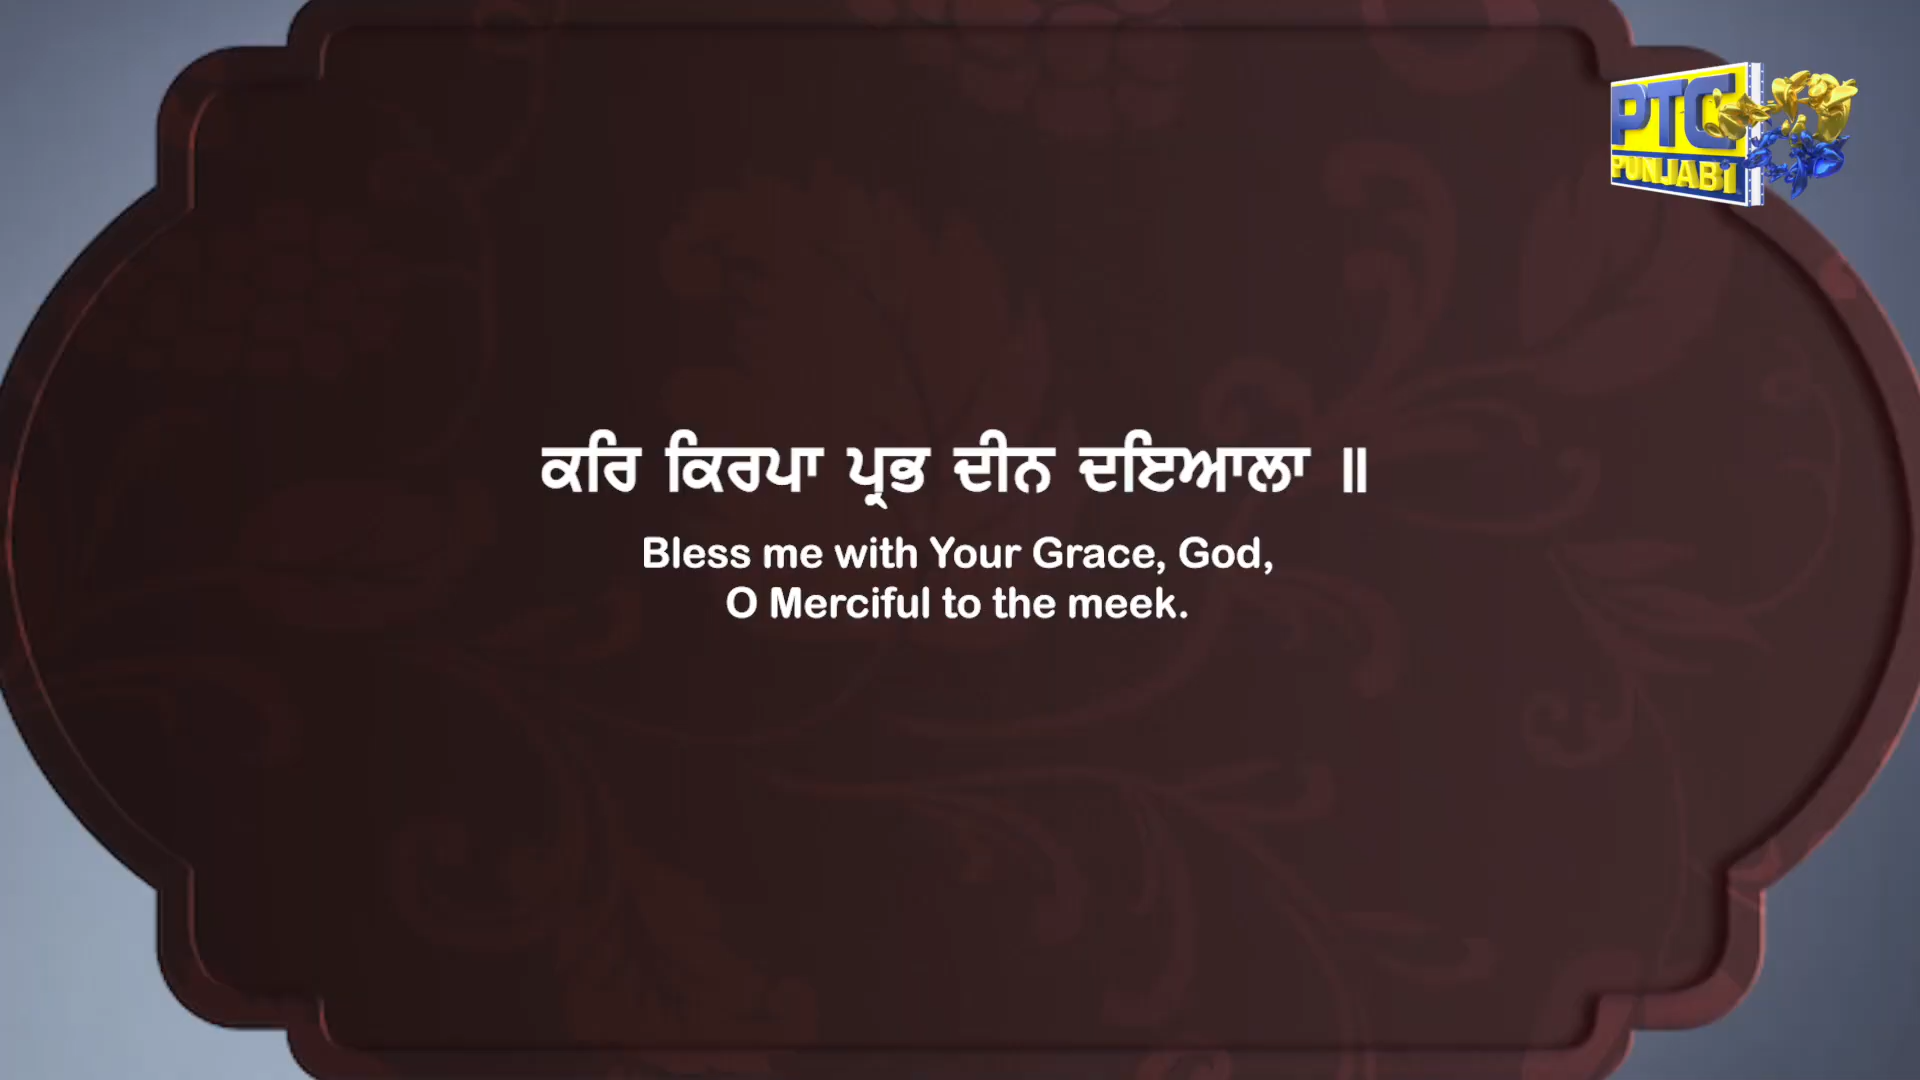 PTC
PUNJABI
ਕਰਿ ਕਿਰਪਾ ਪ੍ਰਭ ਦੀਨ ਦਇਆਲਾ ॥
Bless me with Your Grace, God,
O Merciful to the meek.